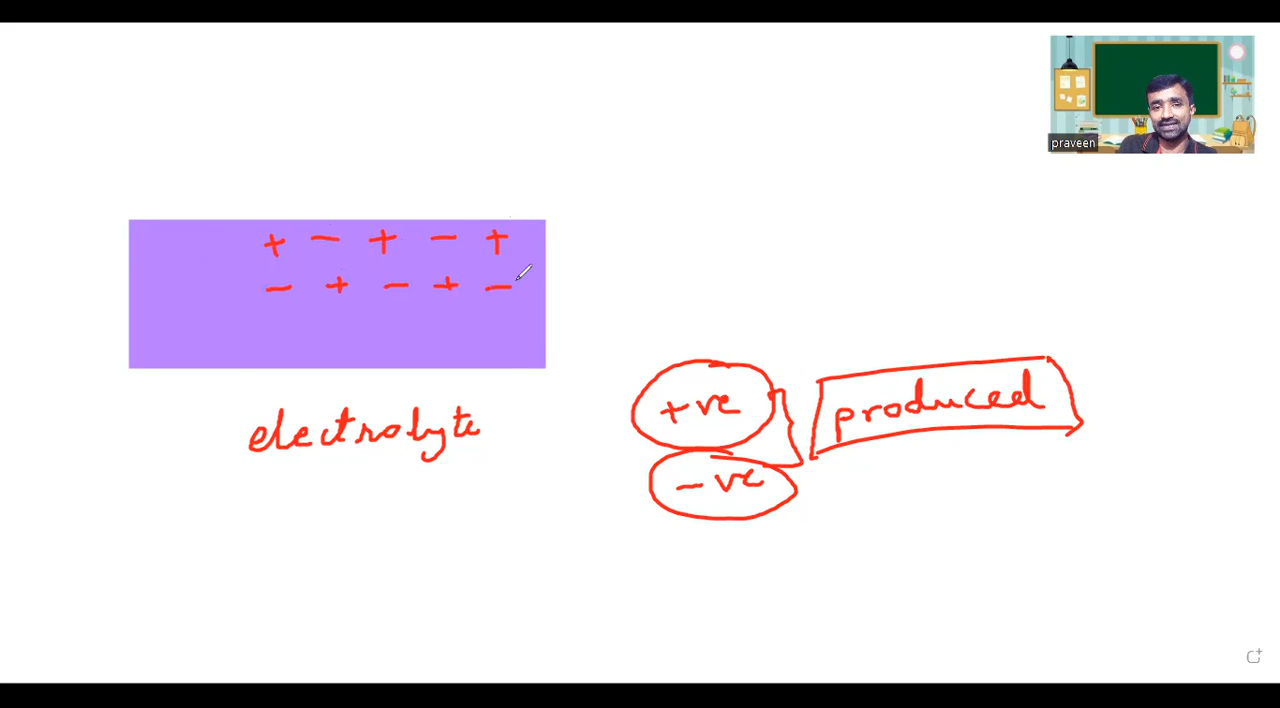 praveen
+ − + − +
− + − + −
electrolyte
+ve
− ve
produced